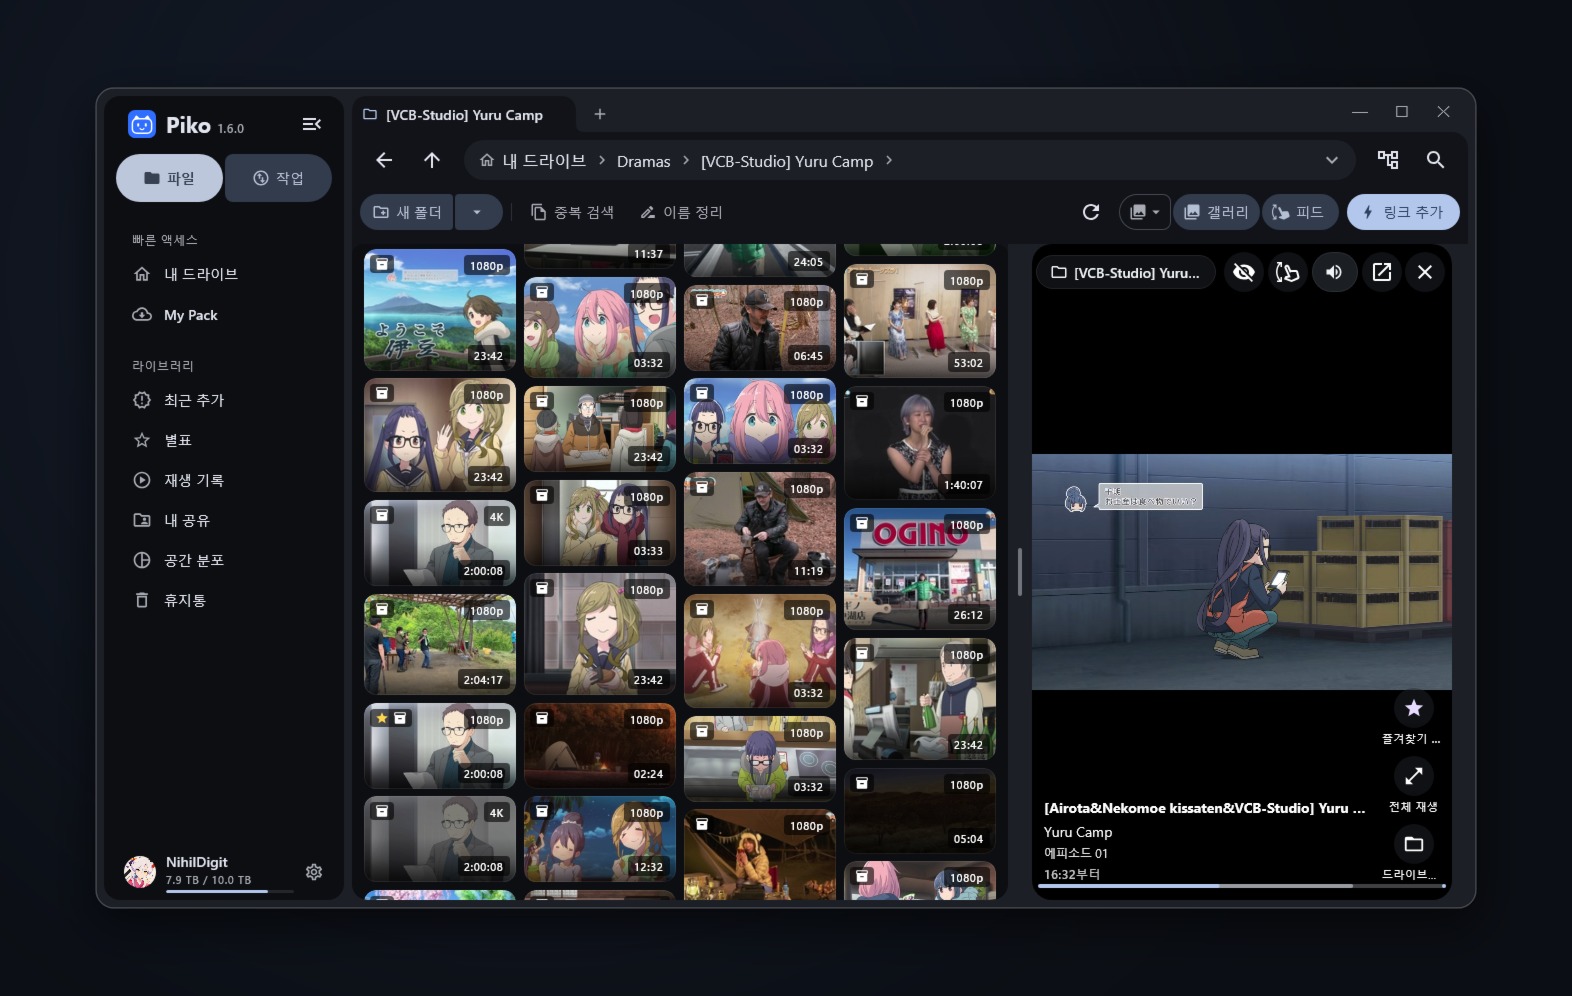 Piko 1.6.0
파일
작업
빠른 액세스
내 드라이브
My Pack
라이브러리
최근 추가
별표
재생 기록
내 공유
공간 분포
휴지통
NihilDigit
7.9 TB / 10.0 TB
[VCB-Studio] Yuru Camp
내 드라이브
Dramas
[VCB-Studio] Yuru Camp
새 폴더
중복 검색
이름 정리
갤러리
피드
링크 추가
1080p
ようこそ
伊豆
23:42
1080p
23:42
4K
2:00:08
1080p
2:04:17
1080p
2:00:08
4K
2:00:08
11:37
1080p
03:32
1080p
23:42
1080p
03:33
1080p
23:42
1080p
02:24
1080p
12:32
24:05
1080p
06:45
1080p
03:32
1080p
11:19
1080p
03:32
1080p
03:32
1080p
1080p
53:02
1080p
1:40:07
1080p
OGINO
26:12
1080p
23:42
1080p
05:04
1080p
[VCB-Studio] Yuru...
즐겨찾기 ...
전체 재생
드라이브...
[Airota&Nekomoe kissaten&VCB-Studio] Yuru ...
Yuru Camp
에피소드 01
16:32부터